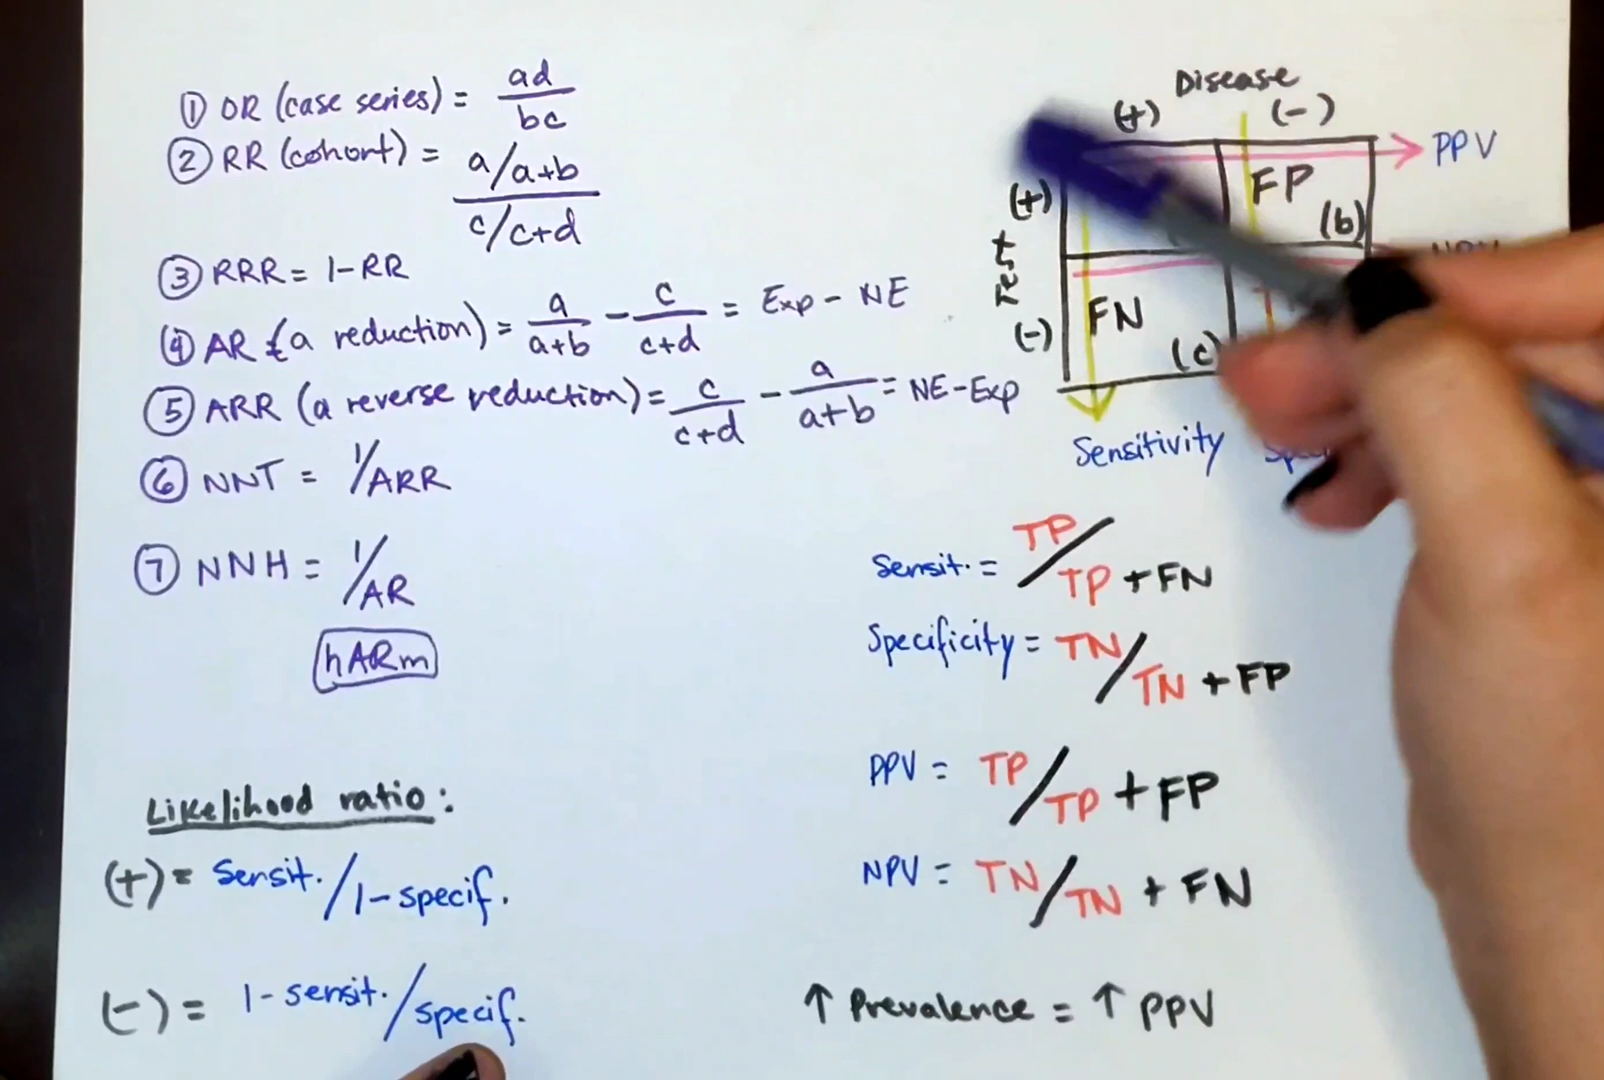 ① OR (case series) = ad/bc
② RR (cohort) = a/a+b / c/c+d
③ RRR = 1-RR
④ AR (a reduction) = a/a+b - c/c+d = Exp - NE
⑤ ARR (a reverse reduction) = c/c+d - a/a+b = NE - Exp
⑥ NNT = 1/ARR
⑦ NNH = 1/AR
hARm
Likelihood ratio:
(+) = Sensit./1-specif.
(-) = 1-sensit./specif.
Disease
(+) (-)
PPV
(+) FP
(b)
Test
(-) FN
(c)
Sensitivity
Sensit. = TP/TP + FN
Specificity = TN/TN + FP
PPV = TP/TP + FP
NPV = TN/TN + FN
↑ Prevalence = ↑ PPV